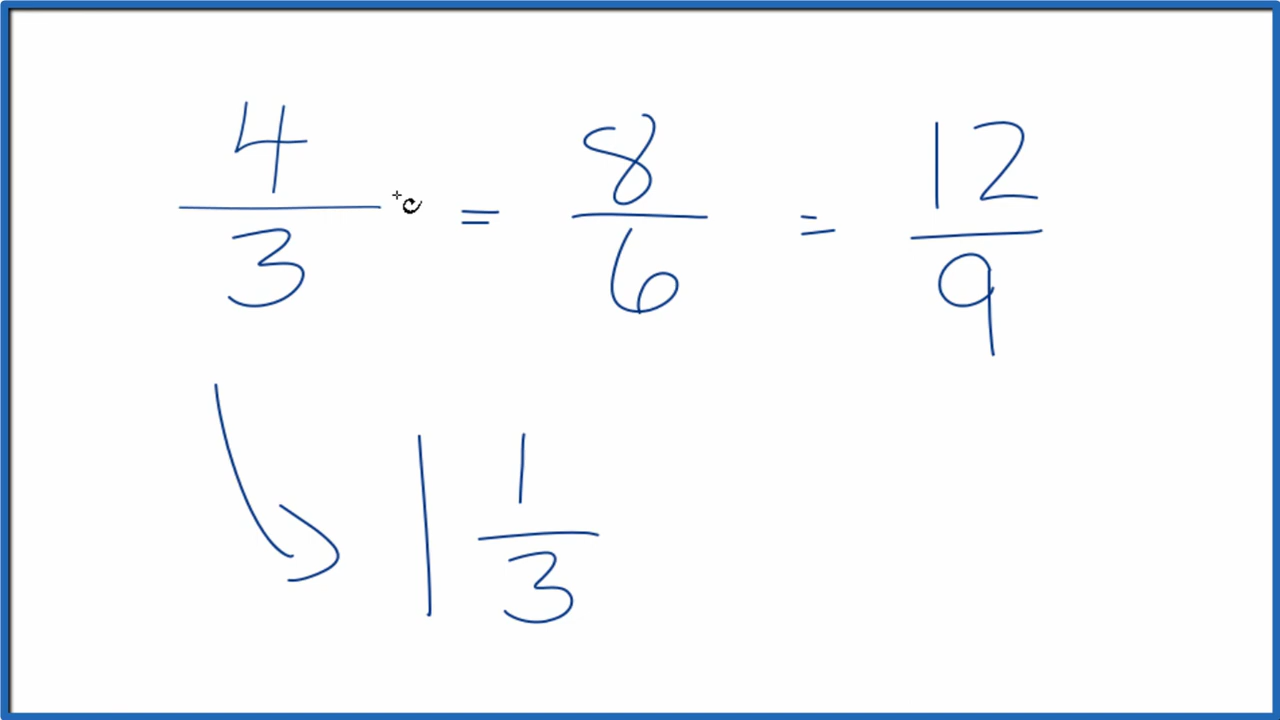 4/3 = 8/6 = 12/9
1 1/3